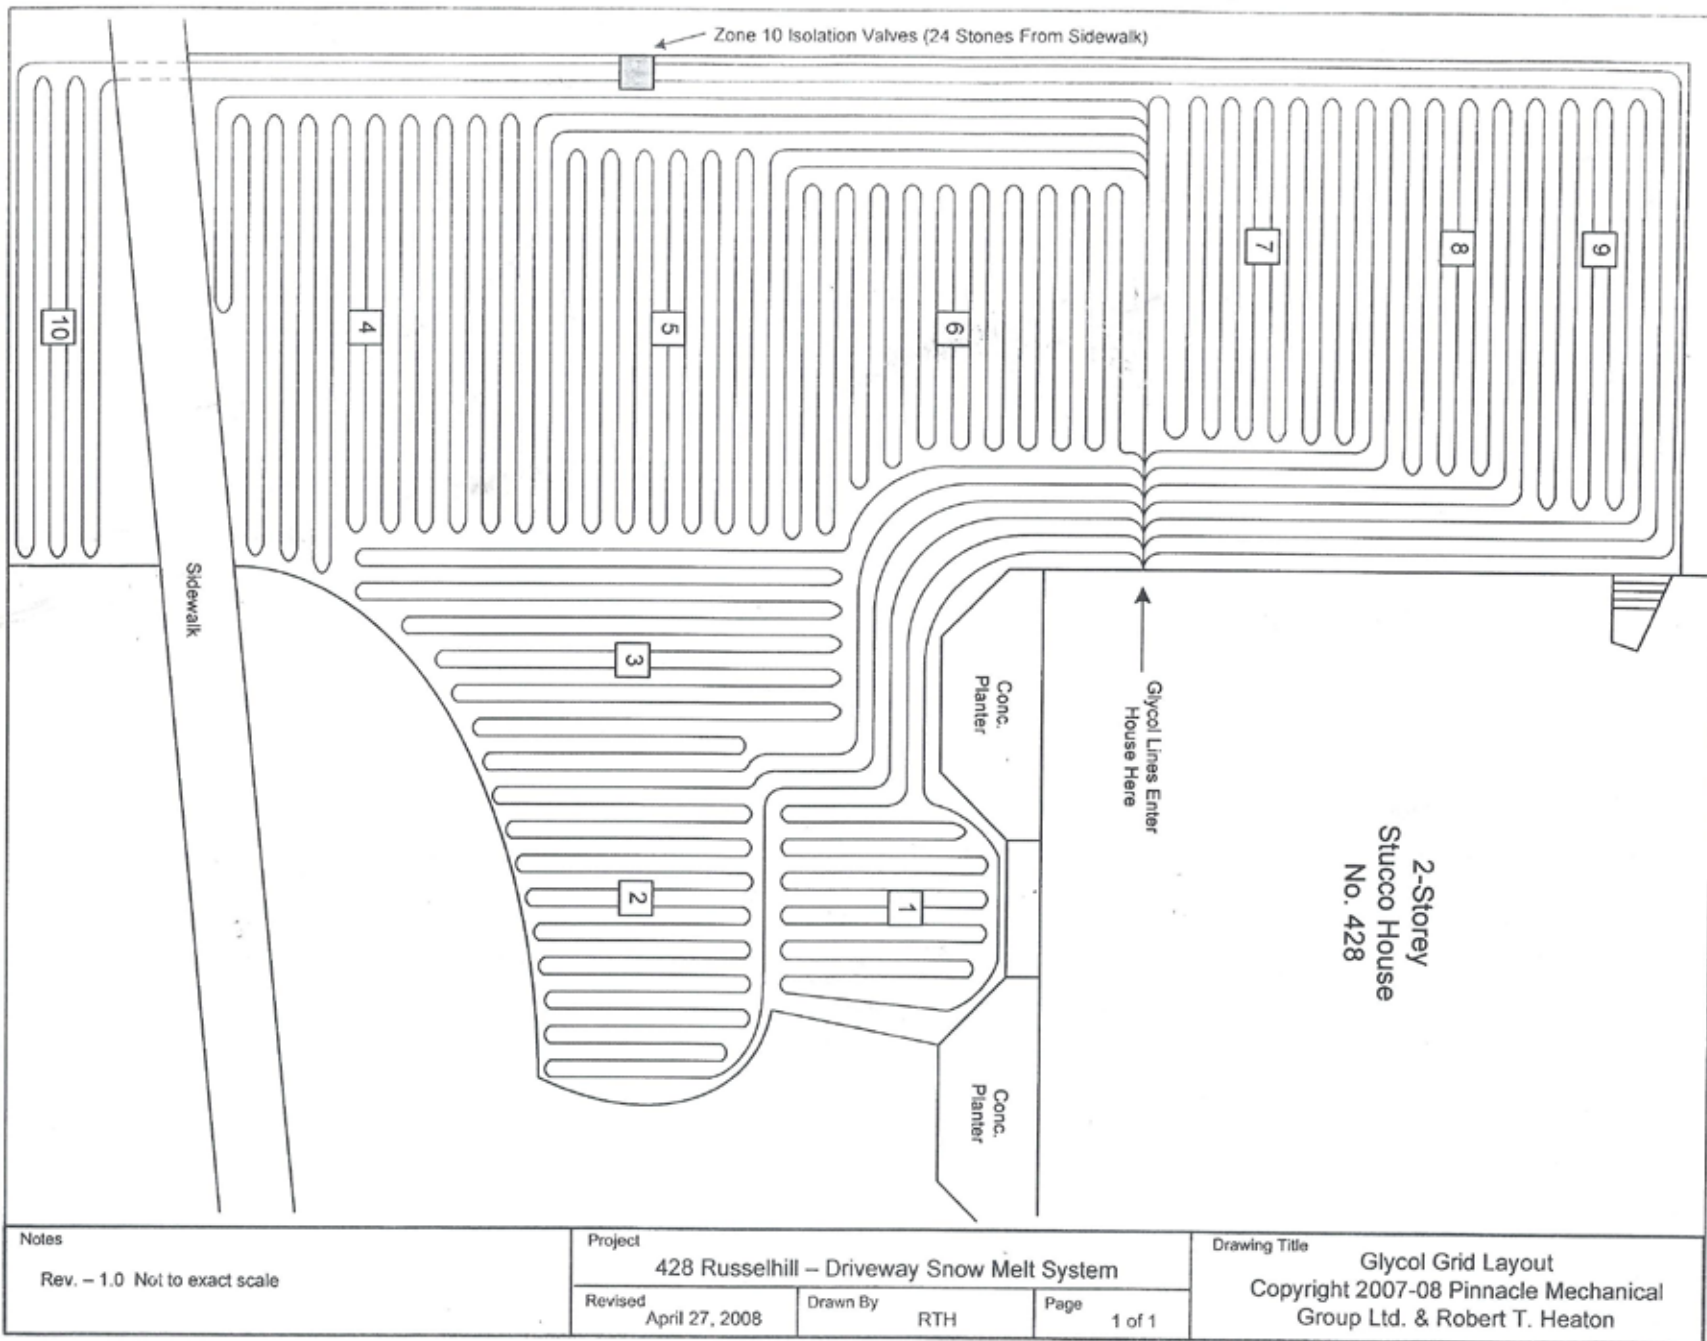 Zone 10 Isolation Valves (24 Stones From Sidewalk)
7
8
9
10
4
5
6
Sidewalk
3
Conc.
Planter
Glycol Lines Enter
House Here
2
1
2-Storey
Stucco House
No. 428
Conc.
Planter
Notes
Rev. – 1.0 Not to exact scale
Project
428 Russelhill – Driveway Snow Melt System
Revised
April 27, 2008
Drawn By
RTH
Page
1 of 1
Drawing Title
Glycol Grid Layout
Copyright 2007-08 Pinnacle Mechanical
Group Ltd. & Robert T. Heaton